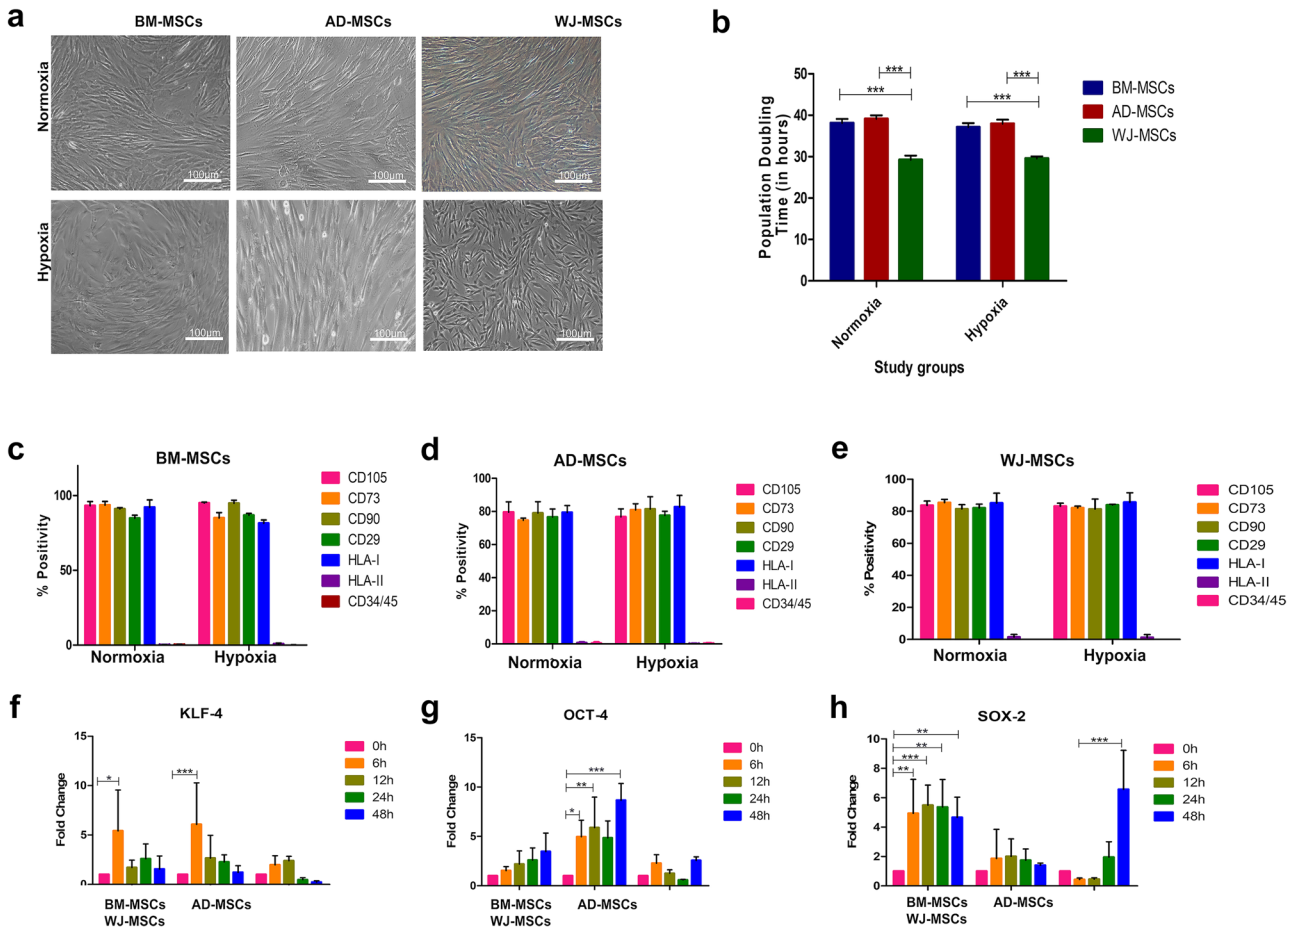 a
BM-MSCs
AD-MSCs
WJ-MSCs
Normoxia
100µm
100µm
100µm
Hypoxia
100µm
100µm
100µm
b
Population Doubling
Time (in hours)
50
40
30
20
10
0
***
***
***
***
BM-MSCs
AD-MSCs
WJ-MSCs
Normoxia
Hypoxia
Study groups
c
BM-MSCs
% Positivity
100
50
0
Normoxia
Hypoxia
CD105
CD73
CD90
CD29
HLA-I
HLA-II
CD34/45
d
AD-MSCs
% Positivity
100
80
60
40
20
0
Normoxia
Hypoxia
CD105
CD73
CD90
CD29
HLA-I
HLA-II
CD34/45
e
WJ-MSCs
% Positivity
100
80
60
40
20
0
Normoxia
Hypoxia
CD105
CD73
CD90
CD29
HLA-I
HLA-II
CD34/45
f
KLF-4
Fold Change
15
10
5
0
*
***
BM-MSCs
AD-MSCs
WJ-MSCs
0h
6h
12h
24h
48h
g
OCT-4
Fold Change
15
10
5
0
***
**
*
BM-MSCs
AD-MSCs
WJ-MSCs
0h
6h
12h
24h
48h
h
SOX-2
Fold Change
10
8
6
4
2
0
**
**
***
**
***
BM-MSCs
AD-MSCs
WJ-MSCs
0h
6h
12h
24h
48h